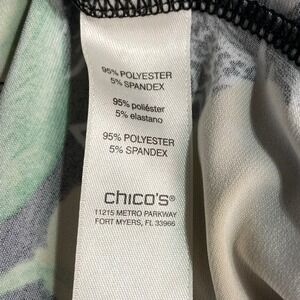 95% POLYESTER
5% SPANDEX
95% poliéster
5% elastano
95% POLYESTER
5% SPANDEX
chico's®
11215 METRO PARKWAY
FORT MYERS, FL 33966